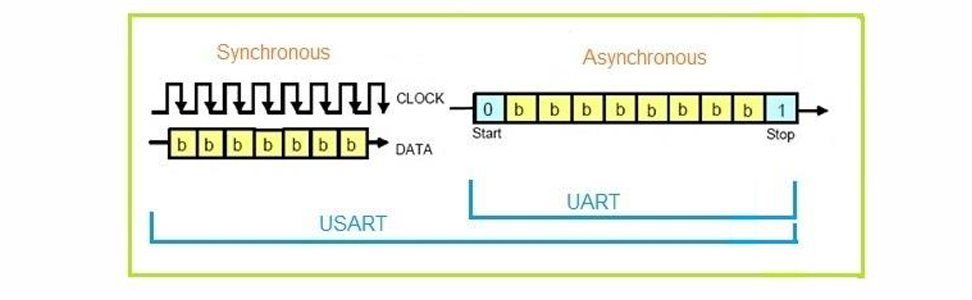 Synchronous
Asynchronous
CLOCK
0 b b b b b b b b 1
Start
Stop
b b b b b b b
DATA
UART
USART